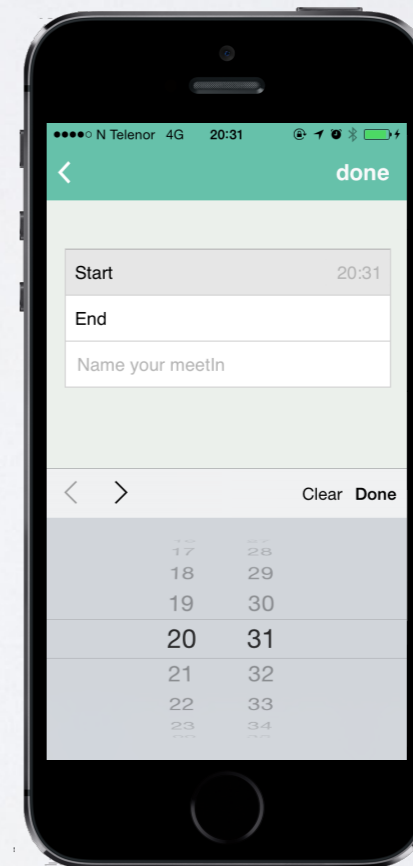 N Telenor 4G 20:31
done
Start 20:31
End
Name your meetIn
Clear Done
17 28
18 29
19 30
20 31
21 32
22 33
23 34